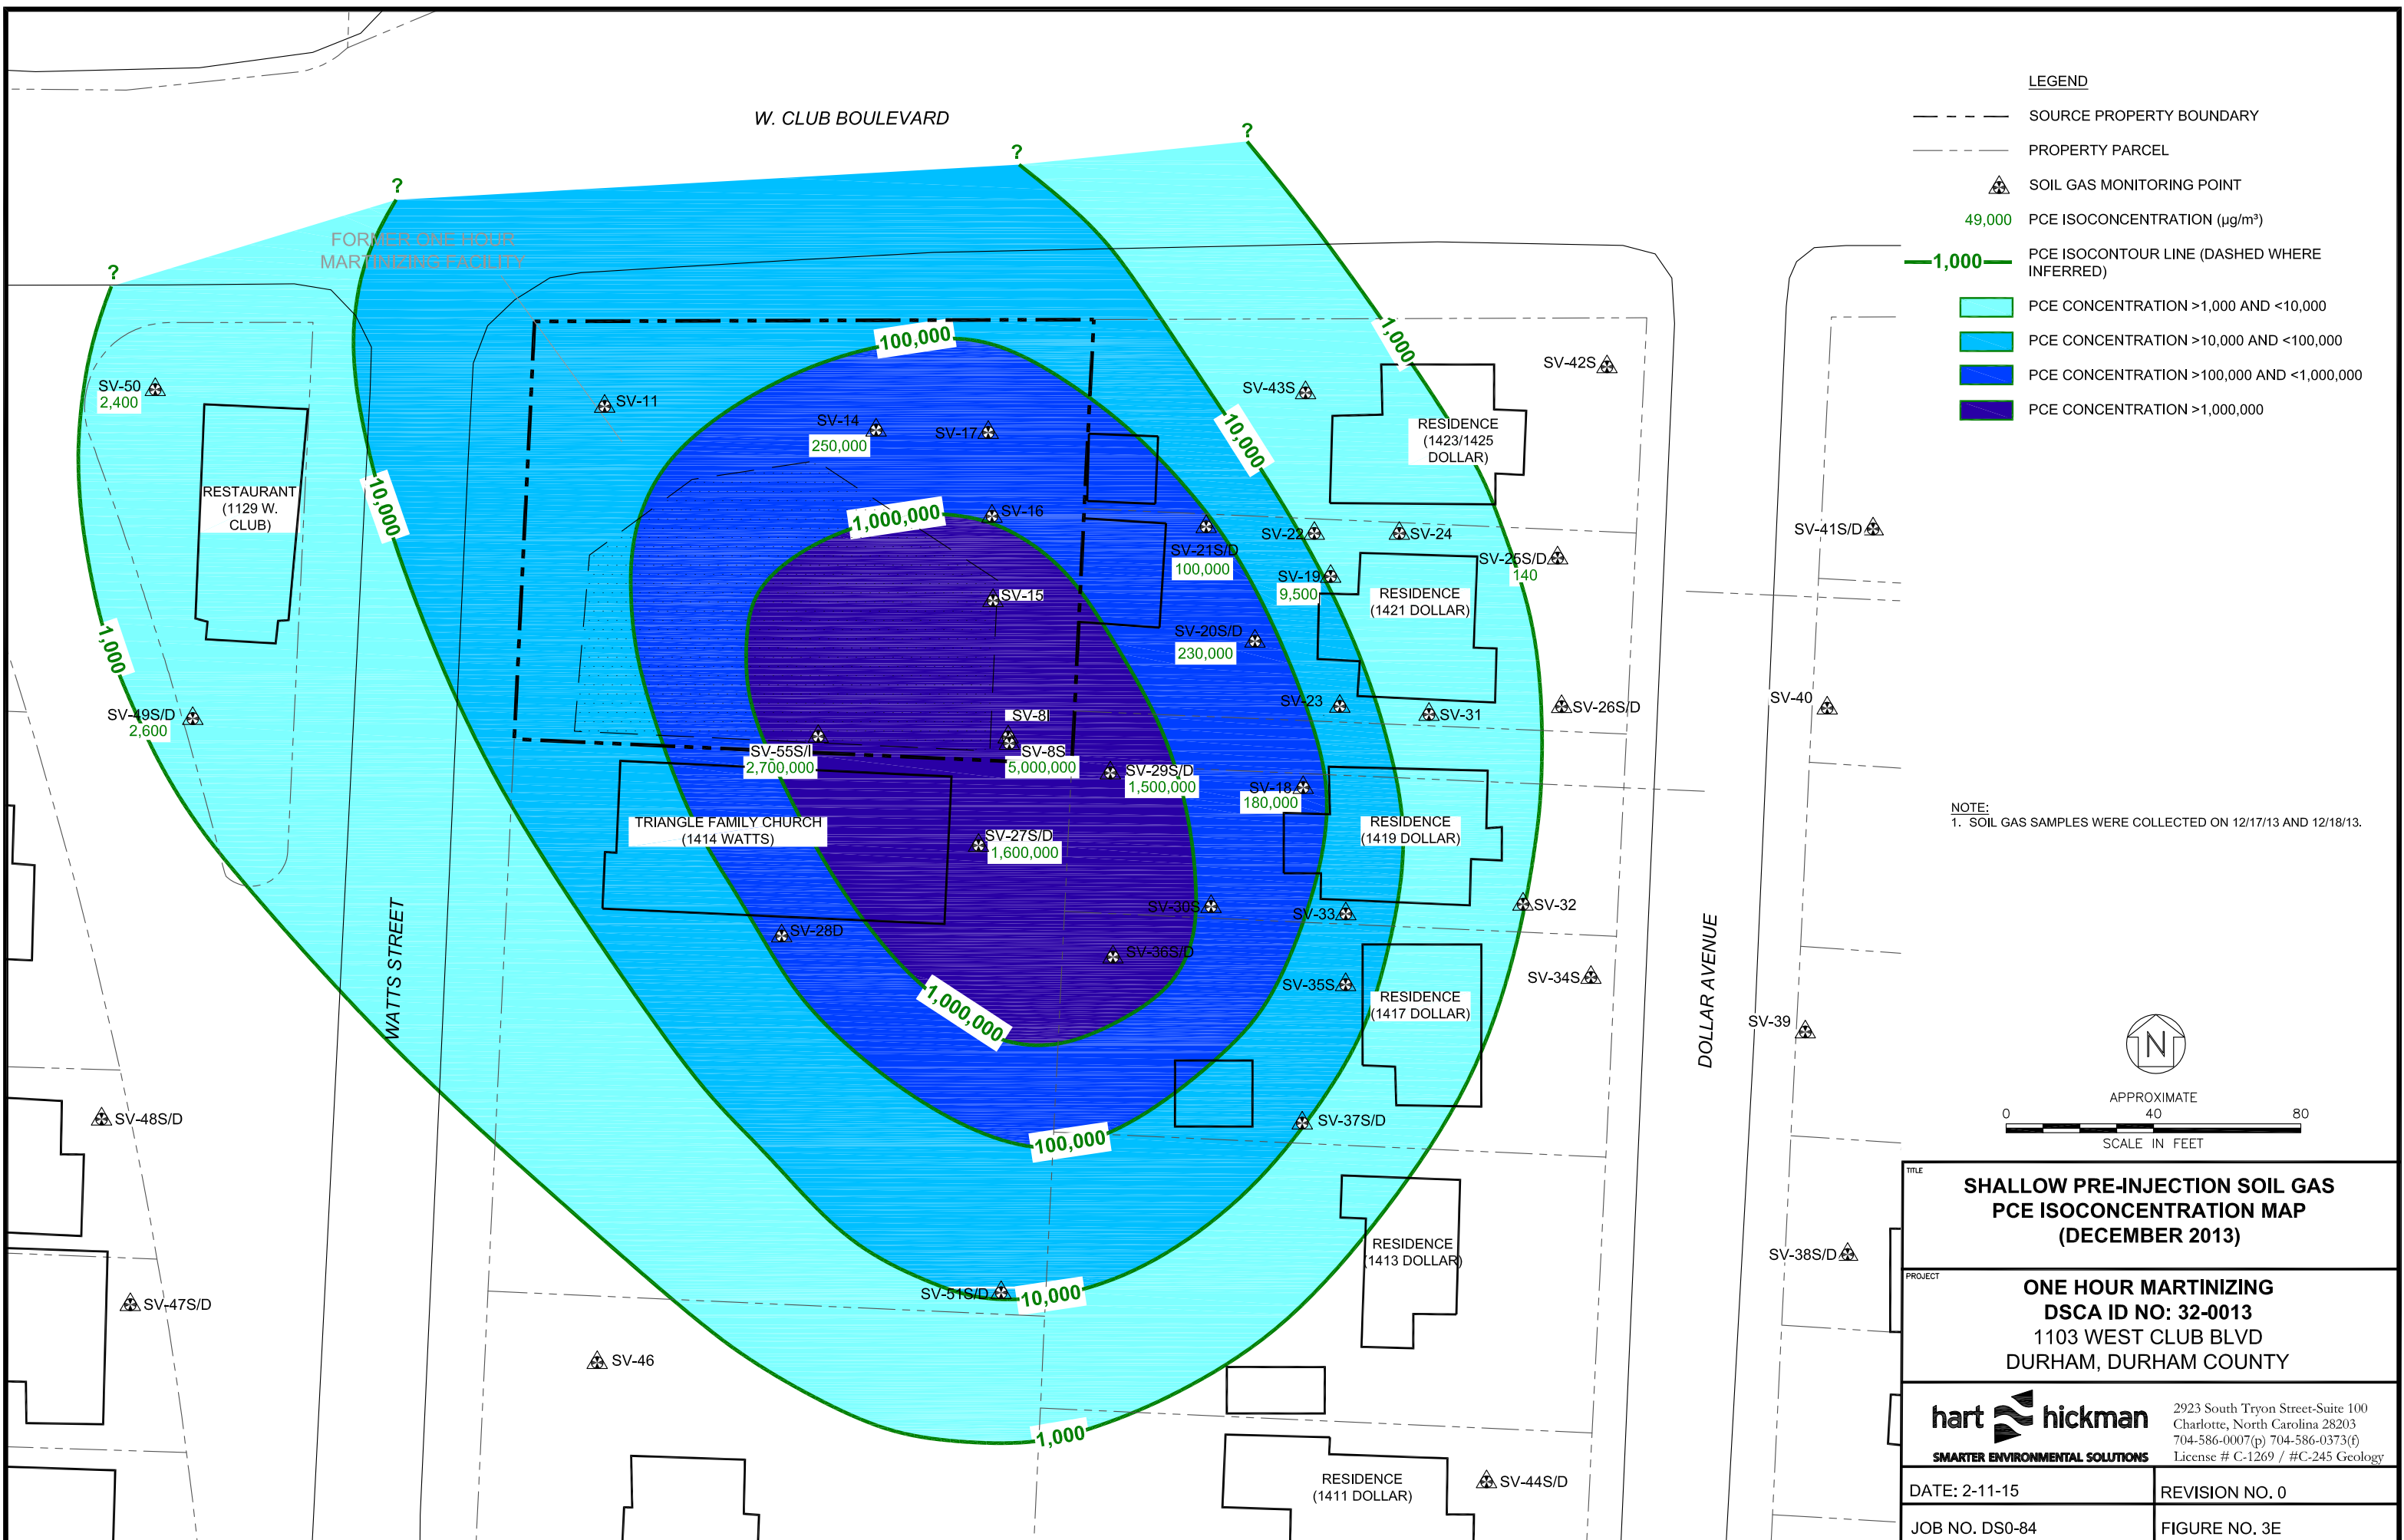 W. CLUB BOULEVARD
?
?
?
?
FORMER ONE HOUR
MARTINIZING FACILITY
100,000
1,000
SV-42S
SV-50
2,400
SV-11
SV-43S
SV-14
250,000
SV-17
10,000
RESIDENCE
(1423/1425
DOLLAR)
RESTAURANT
(1129 W.
CLUB)
10,000
1,000,000
SV-16
SV-21S/D
100,000
SV-22
SV-24
SV-25S/D
140
SV-41S/D
SV-19
9,500
RESIDENCE
(1421 DOLLAR)
SV-15
1,000
SV-20S/D
230,000
SV-49S/D
2,600
SV-8I
SV-23
SV-31
SV-26S/D
SV-40
SV-55S/I
2,700,000
SV-8S
5,000,000
SV-29S/D
1,500,000
SV-18
180,000
TRIANGLE FAMILY CHURCH
(1414 WATTS)
SV-27S/D
1,600,000
RESIDENCE
(1419 DOLLAR)
SV-30S
SV-33
SV-32
SV-28D
SV-36S/D
WATTS STREET
DOLLAR AVENUE
1,000,000
SV-35S
RESIDENCE
(1417 DOLLAR)
SV-34S
SV-39
SV-48S/D
100,000
SV-37S/D
RESIDENCE
(1413 DOLLAR)
SV-38S/D
SV-47S/D
SV-51S/D
10,000
SV-46
1,000
RESIDENCE
(1411 DOLLAR)
SV-44S/D
LEGEND
SOURCE PROPERTY BOUNDARY
PROPERTY PARCEL
SOIL GAS MONITORING POINT
49,000 PCE ISOCONCENTRATION (µg/m³)
1,000 PCE ISOCONTOUR LINE (DASHED WHERE
INFERRED)
PCE CONCENTRATION >1,000 AND <10,000
PCE CONCENTRATION >10,000 AND <100,000
PCE CONCENTRATION >100,000 AND <1,000,000
PCE CONCENTRATION >1,000,000
NOTE:
1. SOIL GAS SAMPLES WERE COLLECTED ON 12/17/13 AND 12/18/13.
N
APPROXIMATE
0 40 80
SCALE IN FEET
TITLE
SHALLOW PRE-INJECTION SOIL GAS
PCE ISOCONCENTRATION MAP
(DECEMBER 2013)
PROJECT
ONE HOUR MARTINIZING
DSCA ID NO: 32-0013
1103 WEST CLUB BLVD
DURHAM, DURHAM COUNTY
hart hickman
SMARTER ENVIRONMENTAL SOLUTIONS
2923 South Tryon Street-Suite 100
Charlotte, North Carolina 28203
704-586-0007(p) 704-586-0373(f)
License # C-1269 / #C-245 Geology
DATE: 2-11-15
REVISION NO. 0
JOB NO. DS0-84
FIGURE NO. 3E